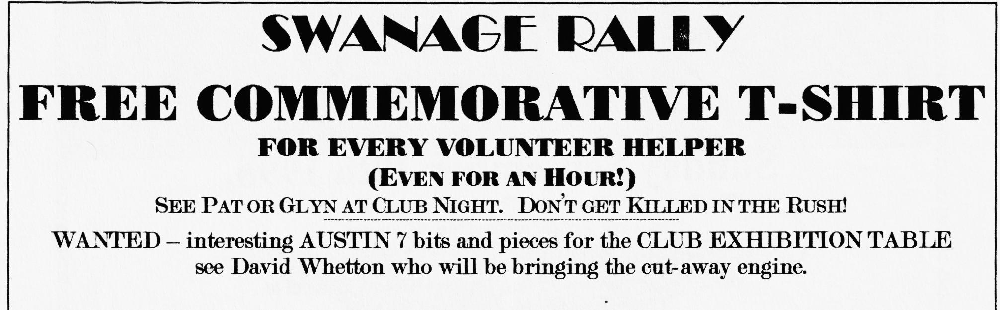 SWANAGE RALLY
FREE COMMEMORATIVE T-SHIRT
FOR EVERY VOLUNTEER HELPER
(EVEN FOR AN HOUR!)
SEE PAT OR GLYN AT CLUB NIGHT. DON'T GET KILLED IN THE RUSH!
WANTED – interesting AUSTIN 7 bits and pieces for the CLUB EXHIBITION TABLE
see David Whetton who will be bringing the cut-away engine.